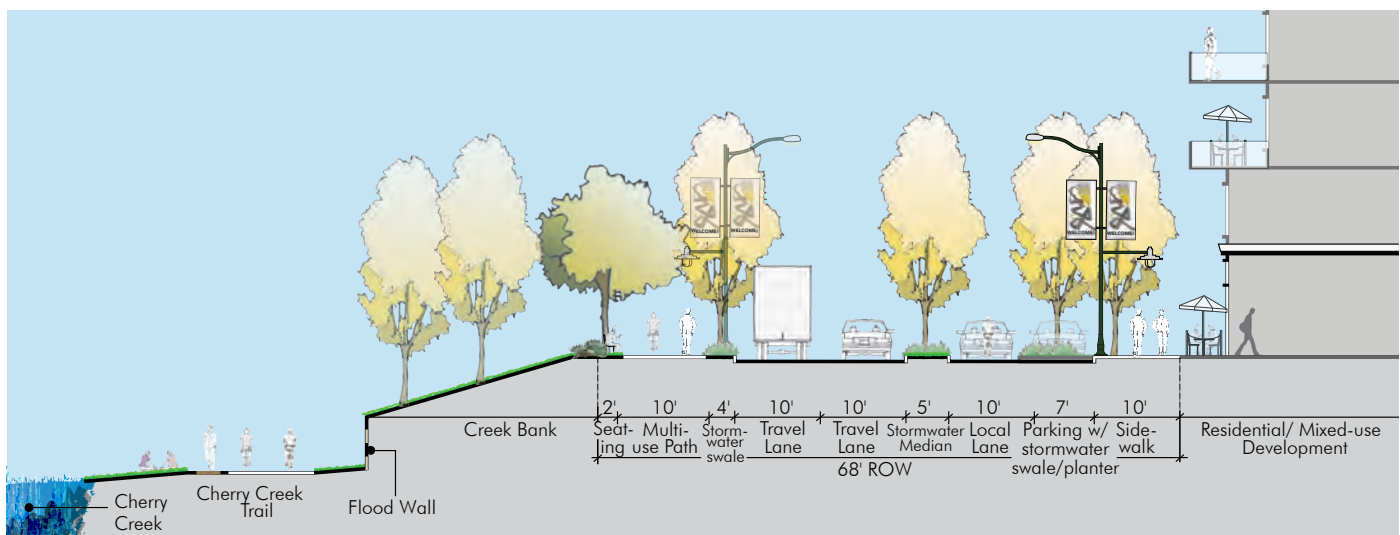 WELCOME! WELCOME!
WELCOME! WELCOME!
2' 10' 4' 10' 10' 5' 10' 7' 10'
Creek Bank
Seat-
ling
Multi-
use Path
Storm-
water
swale
Travel
Lane
Travel
Lane
Stormwater
Median
Local
Lane
Parking w/
stormwater
swale/planter
Side-
walk
Residential/ Mixed-use
Development
68' ROW
Cherry
Creek
Cherry Creek
Trail
Flood Wall